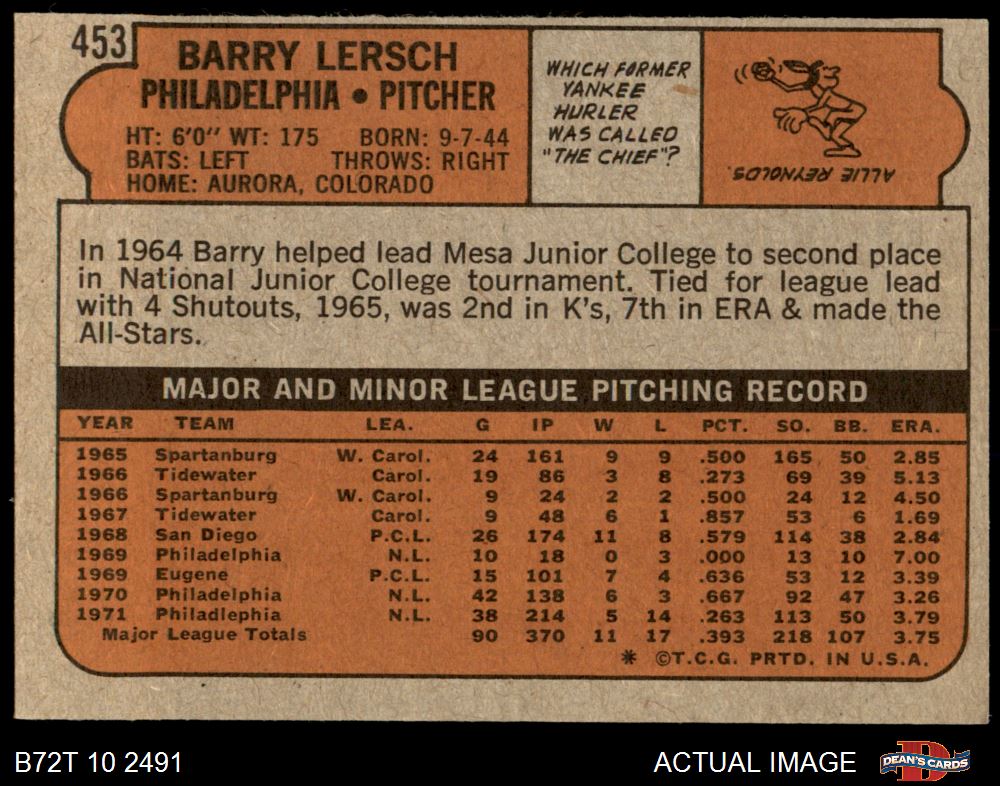 453
BARRY LERSCH
PHILADELPHIA • PITCHER
HT: 6'0" WT: 175 BORN: 9-7-44
BATS: LEFT THROWS: RIGHT
HOME: AURORA, COLORADO
WHICH FORMER
YANKEE
HURLER
WAS CALLED
"THE CHIEF"?
ALLIE REYNOLDS
In 1964 Barry helped lead Mesa Junior College to second place
in National Junior College tournament. Tied for league lead
with 4 Shutouts, 1965, was 2nd in K's, 7th in ERA & made the
All-Stars.
MAJOR AND MINOR LEAGUE PITCHING RECORD
YEAR TEAM LEA. G IP W L PCT. SO. BB. ERA.
1965 Spartanburg W. Carol. 24 161 9 9 .500 165 50 2.85
1966 Tidewater Carol. 19 86 3 8 .273 69 39 5.13
1966 Spartanburg W. Carol. 9 24 2 2 .500 24 12 4.50
1967 Tidewater Carol. 9 48 6 1 .857 53 6 1.69
1968 San Diego P.C.L. 26 174 11 8 .579 114 38 2.84
1969 Philadelphia N.L. 10 18 0 3 .000 13 10 7.00
1969 Eugene P.C.L. 15 101 7 4 .636 53 12 3.39
1970 Philadelphia N.L. 42 138 6 3 .667 92 47 3.26
1971 Philadlephia N.L. 38 214 5 14 .263 113 50 3.79
Major League Totals 90 370 11 17 .393 218 107 3.75
* ©T.C.G. PRTD. IN U.S.A.
B72T 10 2491 ACTUAL IMAGE
D
DEAN'S CARDS